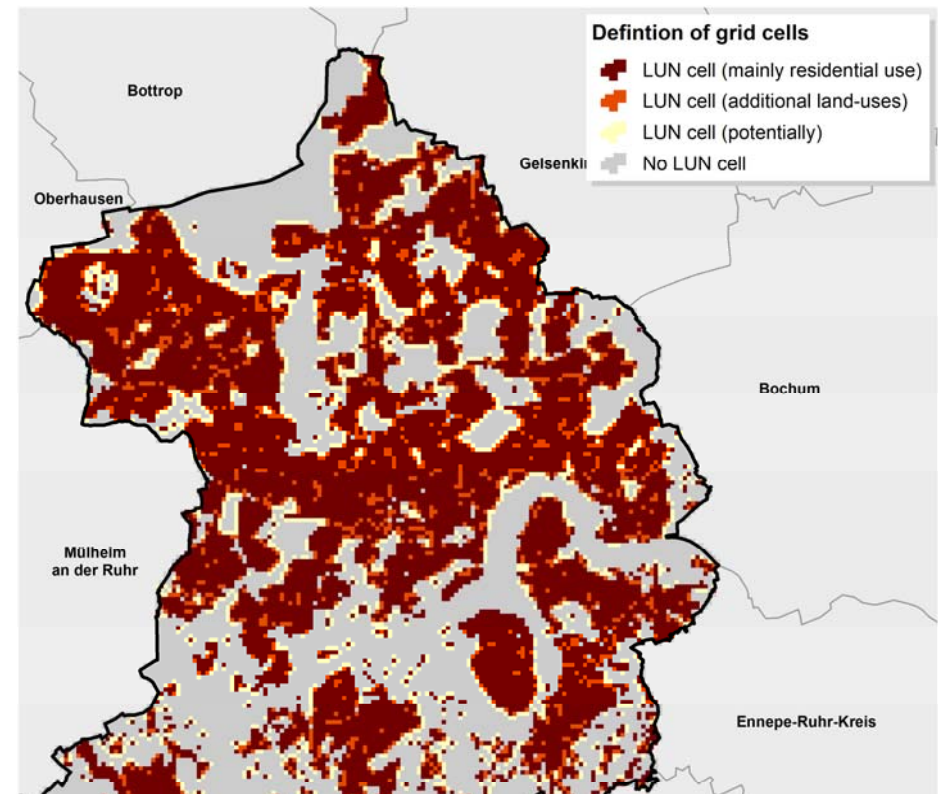 Defintion of grid cells
LUN cell (mainly residential use)
LUN cell (additional land-uses)
LUN cell (potentially)
No LUN cell
Bottrop
Gelsenki
Oberhausen
Bochum
Mülheim
an der Ruhr
Ennepe-Ruhr-Kreis